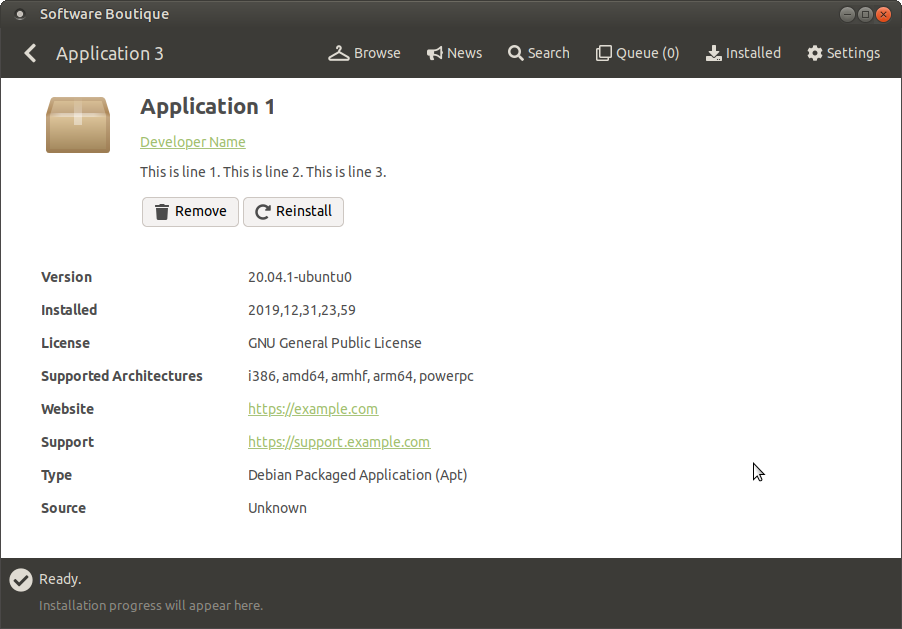 Software Boutique
Application 3 Browse News Search Queue (0) Installed Settings
Application 1
Developer Name
This is line 1. This is line 2. This is line 3.
Remove Reinstall
Version 20.04.1-ubuntu0
Installed 2019,12,31,23,59
License GNU General Public License
Supported Architectures i386, amd64, armhf, arm64, powerpc
Website https://example.com
Support https://support.example.com
Type Debian Packaged Application (Apt)
Source Unknown
Ready.
Installation progress will appear here.